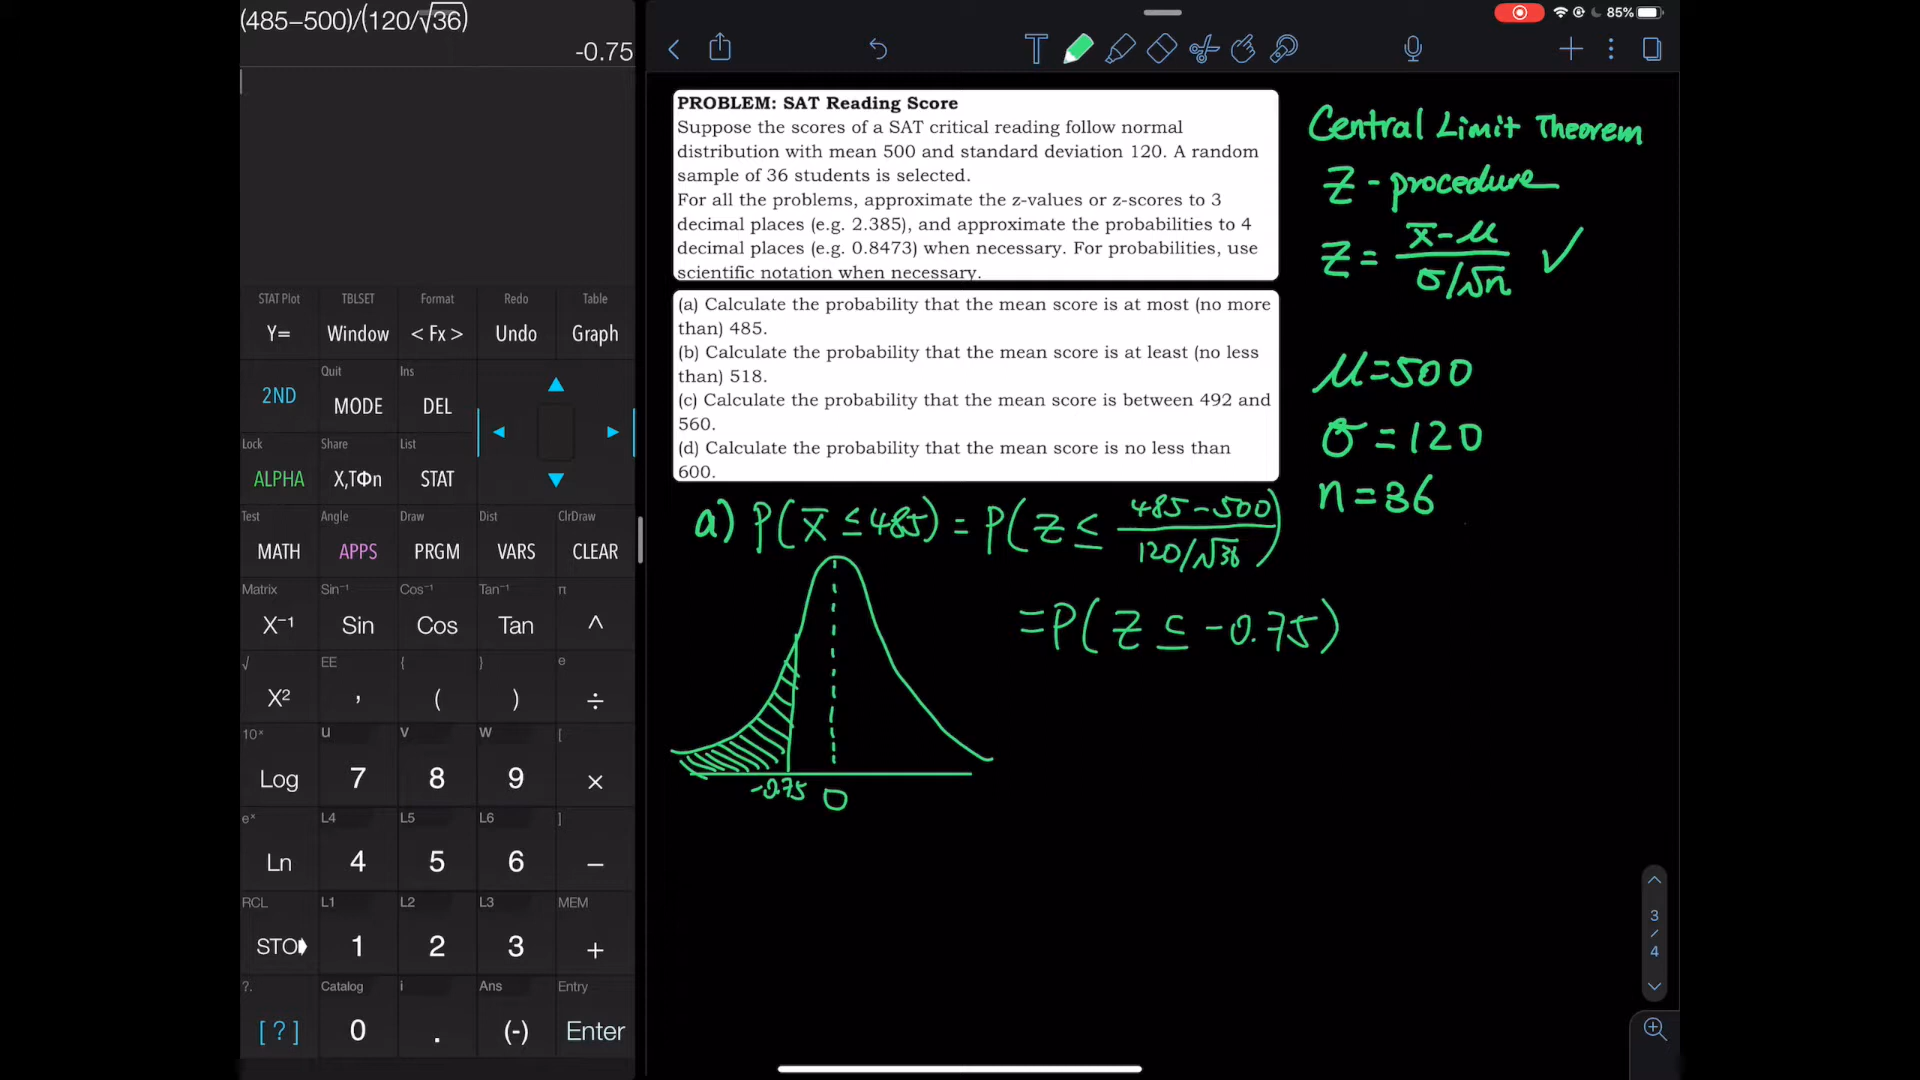 (485−500)/(120/√36)
-0.75
STAT Plot TBLSET Format Redo Table
Y= Window < Fx > Undo Graph
Quit Ins
2ND MODE DEL
Lock Share List
ALPHA X,TΦn STAT
Test Angle Draw Dist ClrDraw
MATH APPS PRGM VARS CLEAR
Matrix Sin⁻¹ Cos⁻¹ Tan⁻¹ π
X⁻¹ Sin Cos Tan ^
√ EE { } e
X² , ( ) ÷
10ˣ u v w [
Log 7 8 9 ×
eˣ L4 L5 L6 ]
Ln 4 5 6 −
RCL L1 L2 L3 MEM
STO 1 2 3 +
?. Catalog i Ans Entry
[ ? ] 0 . (-) Enter
85%
T
PROBLEM: SAT Reading Score
Suppose the scores of a SAT critical reading follow normal
distribution with mean 500 and standard deviation 120. A random
sample of 36 students is selected.
For all the problems, approximate the z-values or z-scores to 3
decimal places (e.g. 2.385), and approximate the probabilities to 4
decimal places (e.g. 0.8473) when necessary. For probabilities, use
scientific notation when necessary.
(a) Calculate the probability that the mean score is at most (no more
than) 485.
(b) Calculate the probability that the mean score is at least (no less
than) 518.
(c) Calculate the probability that the mean score is between 492 and
560.
(d) Calculate the probability that the mean score is no less than
600.
Central Limit Theorem
Z-procedure
Z = (x̄-μ)/(σ/√n) ✓
μ=500
σ=120
n=36
a) P(x̄ ≤485) = P(Z ≤ (485-500)/(120/√36))
=P(Z ≤ -0.75)
-0.75 0
3
/
4